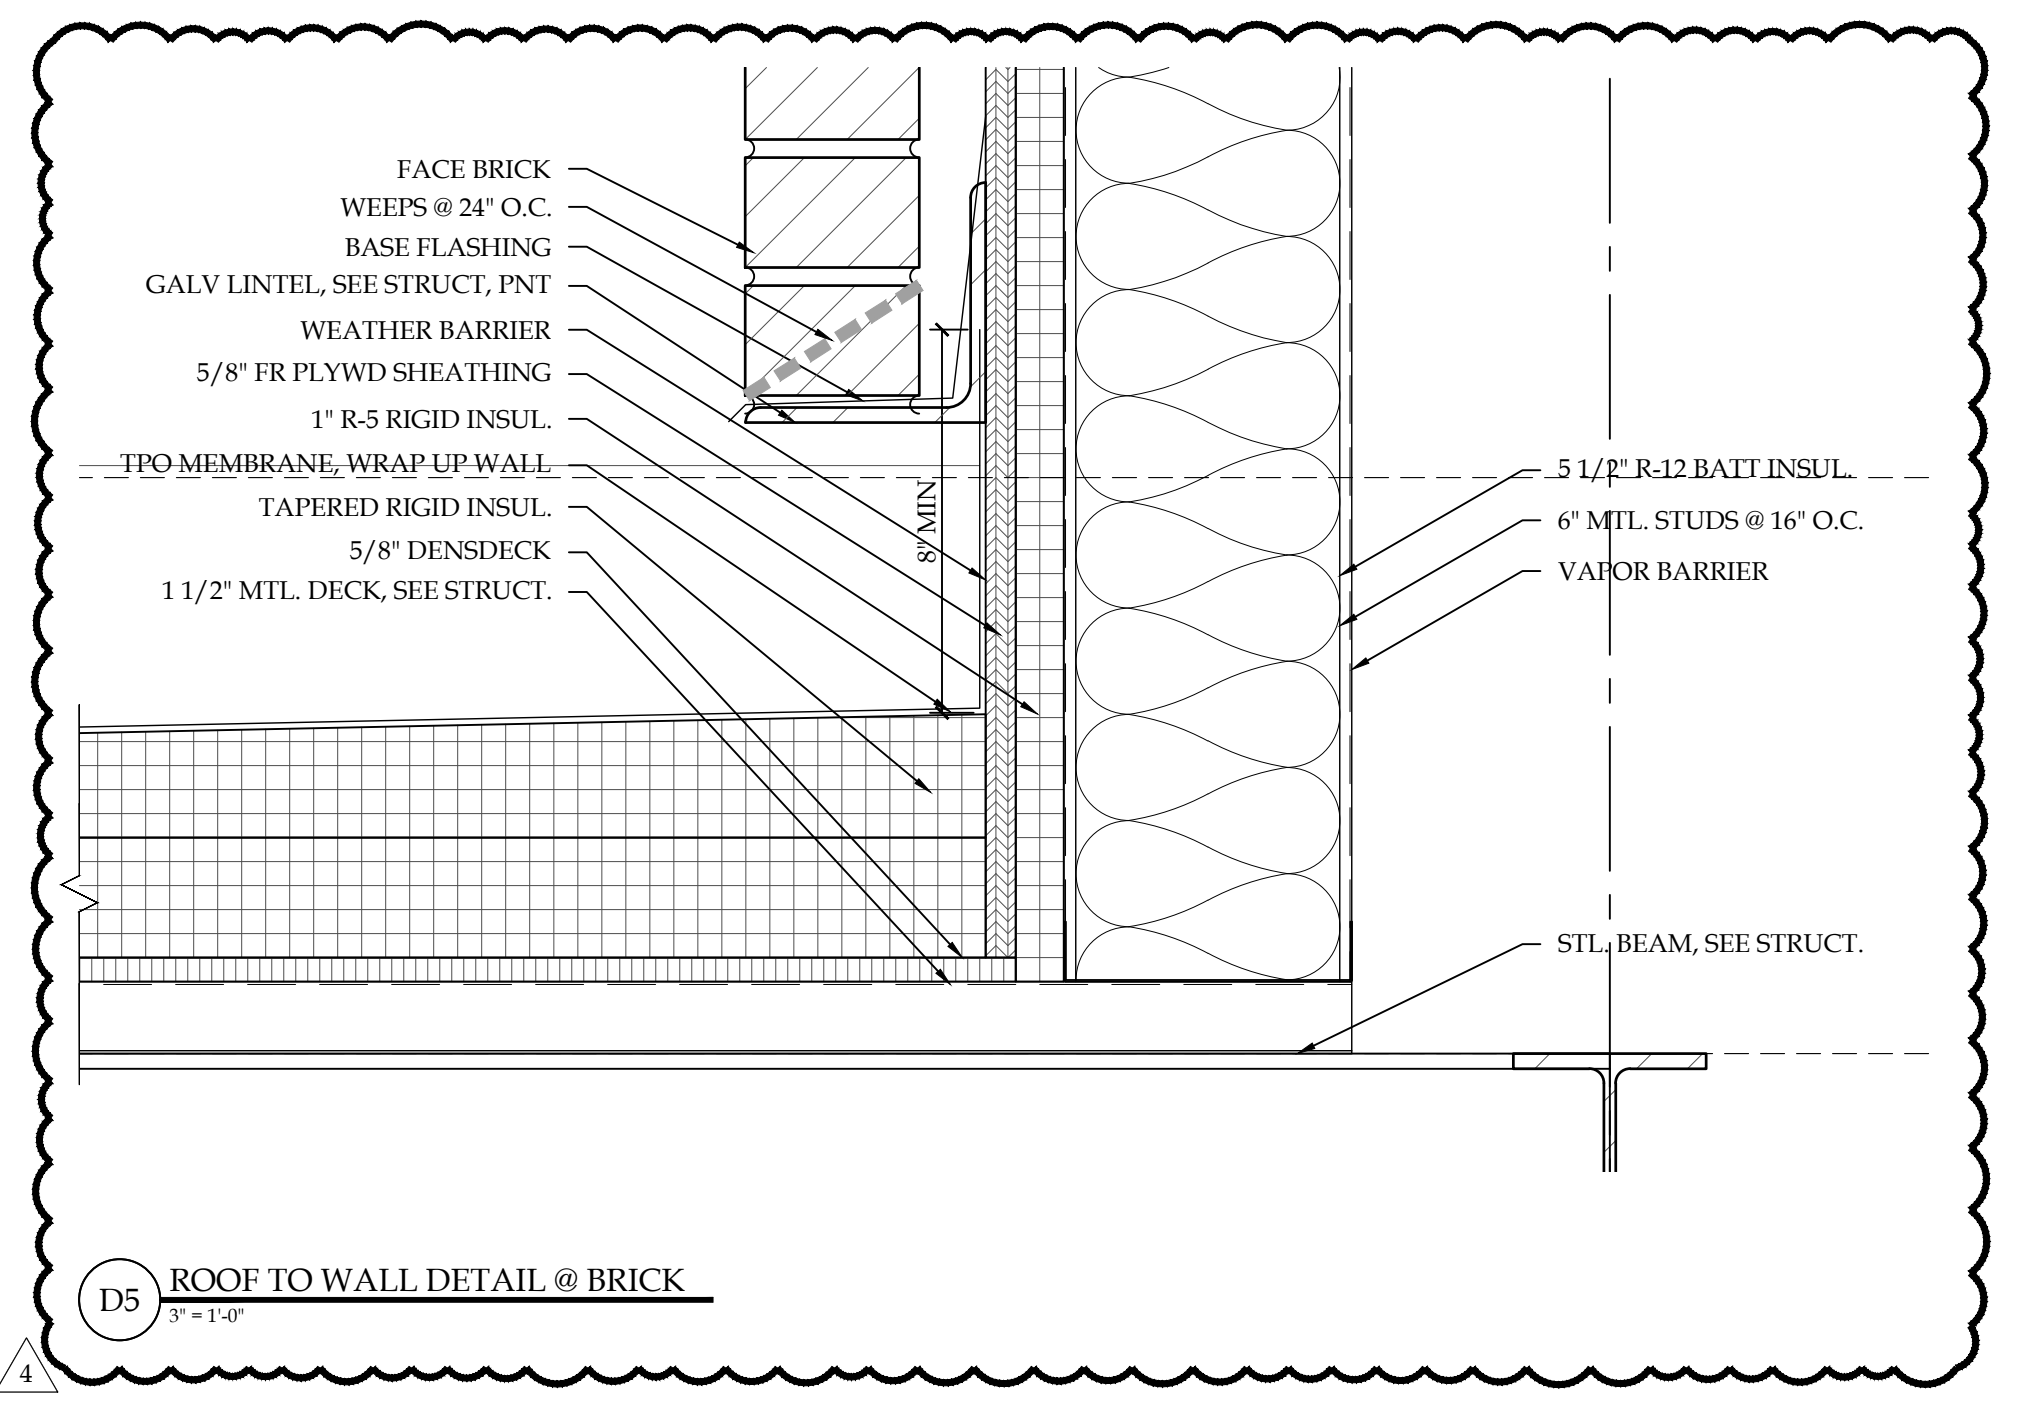 FACE BRICK
WEEPS @ 24" O.C.
BASE FLASHING
GALV LINTEL, SEE STRUCT, PNT
WEATHER BARRIER
5/8" FR PLYWD SHEATHING
1" R-5 RIGID INSUL.
TPO MEMBRANE, WRAP UP WALL
TAPERED RIGID INSUL.
5/8" DENSDECK
1 1/2" MTL. DECK, SEE STRUCT.
8" MIN
5 1/2" R-12 BATT INSUL.
6" MTL. STUDS @ 16" O.C.
VAPOR BARRIER
STL. BEAM, SEE STRUCT.
D5
ROOF TO WALL DETAIL @ BRICK
3" = 1'-0"
4